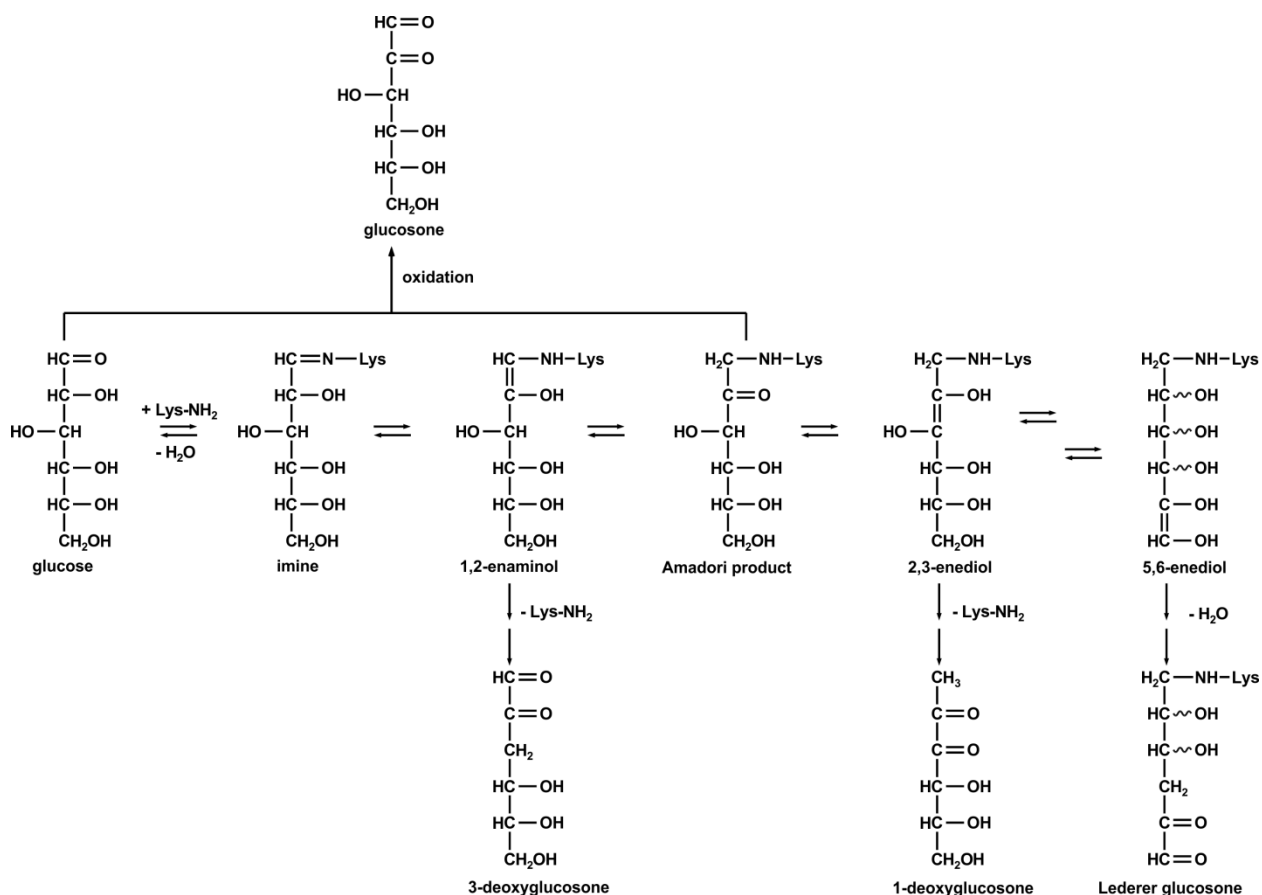 HC=O
C=O
HO—CH
HC—OH
HC—OH
CH₂OH
glucosone
oxidation
HC=O
HC—OH
HO—CH
HC—OH
HC—OH
CH₂OH
glucose
+ Lys-NH₂
- H₂O
HC=N—Lys
HC—OH
HO—CH
HC—OH
HC—OH
CH₂OH
imine
HC—NH—Lys
C—OH
HO—CH
HC—OH
HC—OH
CH₂OH
1,2-enaminol
H₂C—NH—Lys
C=O
HO—CH
HC—OH
HC—OH
CH₂OH
Amadori product
H₂C—NH—Lys
C—OH
HO—C
HC—OH
HC—OH
CH₂OH
2,3-enediol
H₂C—NH—Lys
HC~OH
HC~OH
HC~OH
C—OH
HC—OH
5,6-enediol
- Lys-NH₂
HC=O
C=O
CH₂
HC—OH
HC—OH
CH₂OH
3-deoxyglucosone
- Lys-NH₂
CH₃
C=O
C=O
HC—OH
HC—OH
CH₂OH
1-deoxyglucosone
- H₂O
H₂C—NH—Lys
HC~OH
HC~OH
CH₂
C=O
HC=O
Lederer glucosone